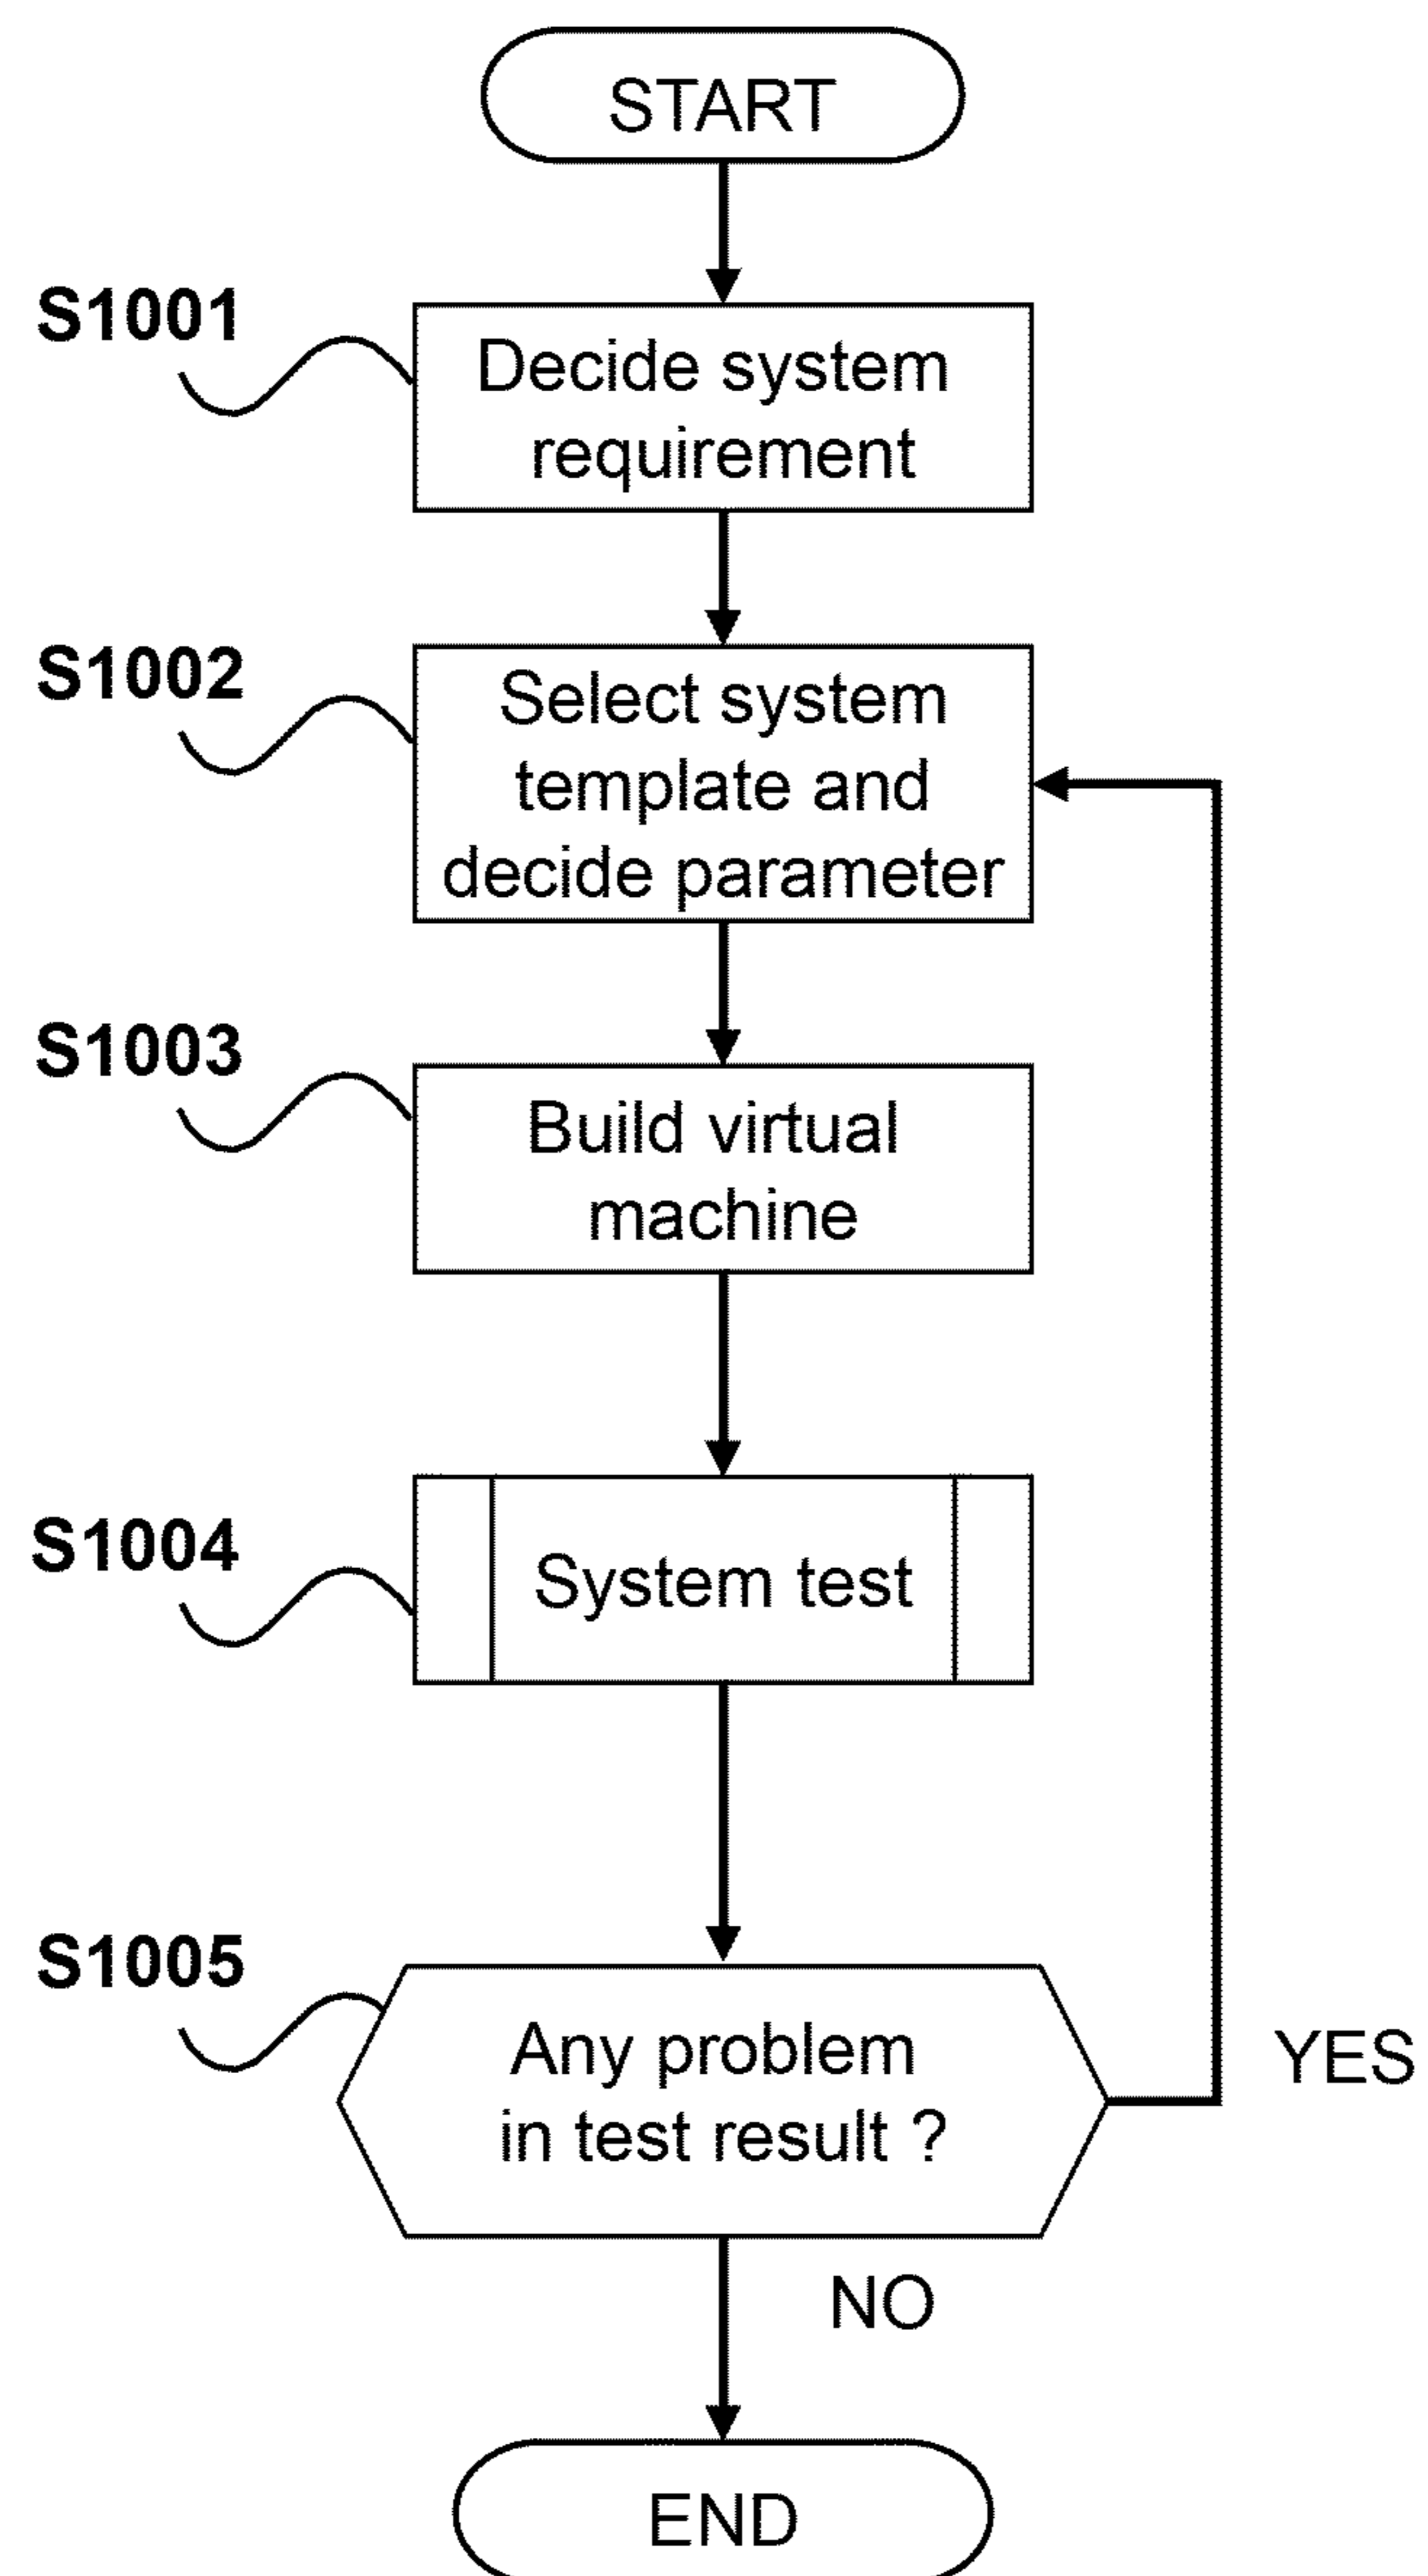 START
S1001
Decide system
requirement
S1002
Select system
template and
decide parameter
S1003
Build virtual
machine
S1004
System test
S1005
Any problem
in test result ?
YES
NO
END